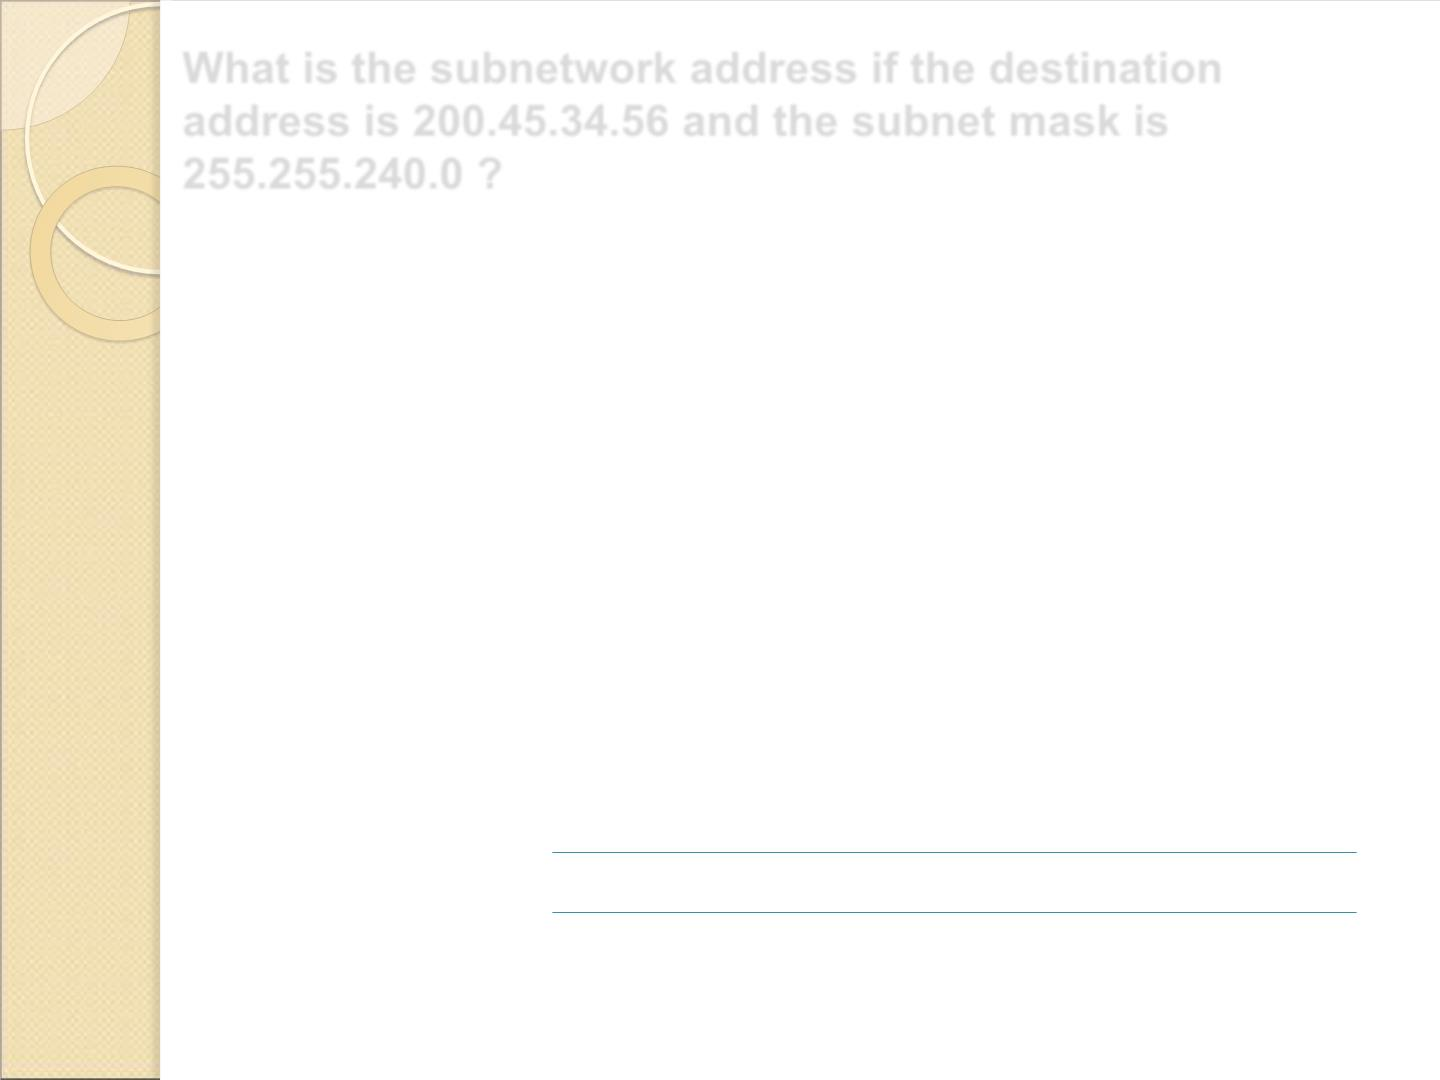 What is the subnetwork address if the destination
address is 200.45.34.56 and the subnet mask is
255.255.240.0 ?